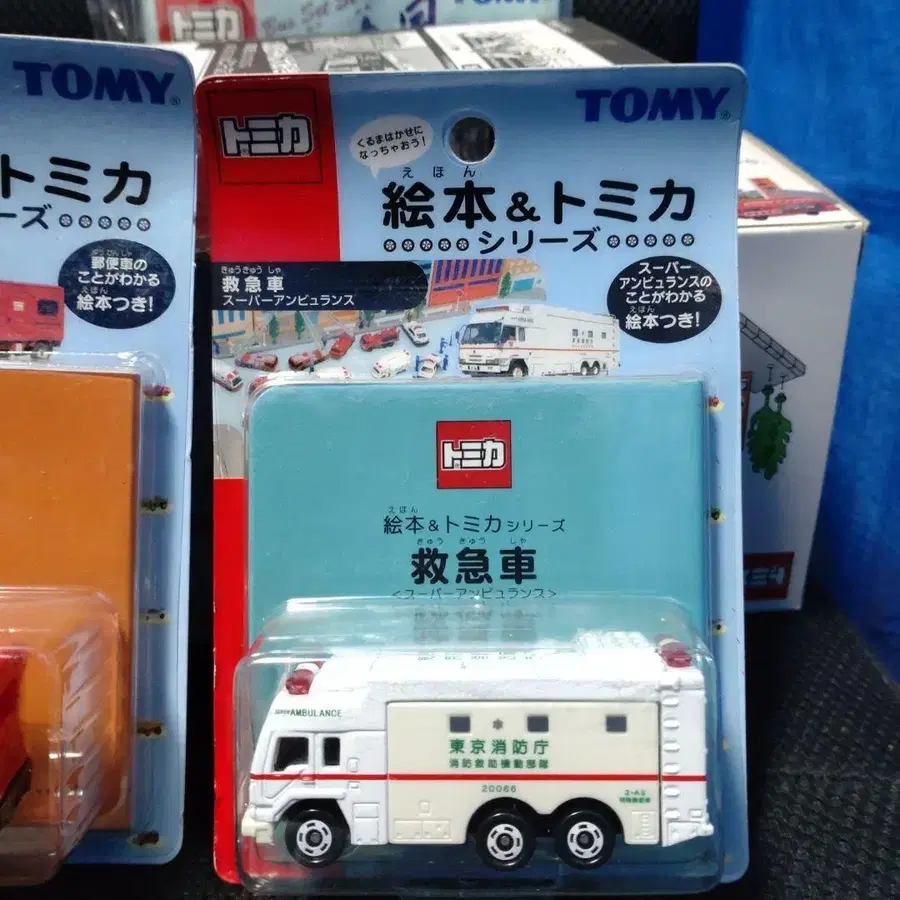 TOMY
トミカ
ーズ
郵便車の
ことがわかる
えほん
絵本つき!
トミカ
TOMY
トミカ
くるまはかせに
なっちゃおう!
えほん
絵本&トミカ
シリーズ
きゅうきゅうしゃ
救急車
スーパーアンビュランス
スーパー
アンビュランスの
ことがわかる
えほん
絵本つき!
トミカ
えほん
絵本&トミカシリーズ
きゅう きゅう しゃ
救急車
<スーパーアンビュランス>
SUPER AMBULANCE
東京消防庁
消防救助機動部隊
20066
トミカ